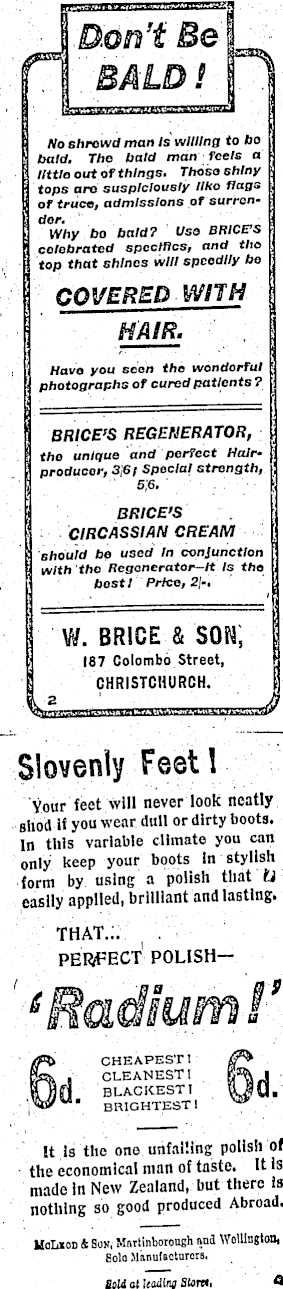 Don't Be
BALD!
No shrewd man is willing to be
bald. The bald man feels a
little out of things. Those shiny
tops are suspiciously like flags
of truce, admissions of surren-
der.
Why be bald? Use BRICE'S
celebrated specifics, and the
top that shines will speedily be
COVERED WITH
HAIR.
Have you seen the wonderful
photographs of cured patients?
BRICE'S REGENERATOR,
the unique and perfect Hair-
producer, 3/6; Special strength,
5/6.
BRICE'S
CIRCASSIAN CREAM
should be used in conjunction
with the Regenerator—it is the
best! Price, 2/-.
W. BRICE & SON,
187 Colombo Street,
CHRISTCHURCH.
2
Slovenly Feet!
Your feet will never look neatly
shod if you wear dull or dirty boots.
In this variable climate you can
only keep your boots in stylish
form by using a polish that is
easily applied, brilliant and lasting.
THAT...
PERFECT POLISH—
'Radium!'
6d. CHEAPEST! 6d.
CLEANEST!
BLACKEST!
BRIGHTEST!
It is the one unfailing polish of
the economical man of taste. It is
made in New Zealand, but there is
nothing so good produced Abroad.
McLEOD & SON, Martinborough and Wellington,
Sole Manufacturers.
Sold at leading Stores,